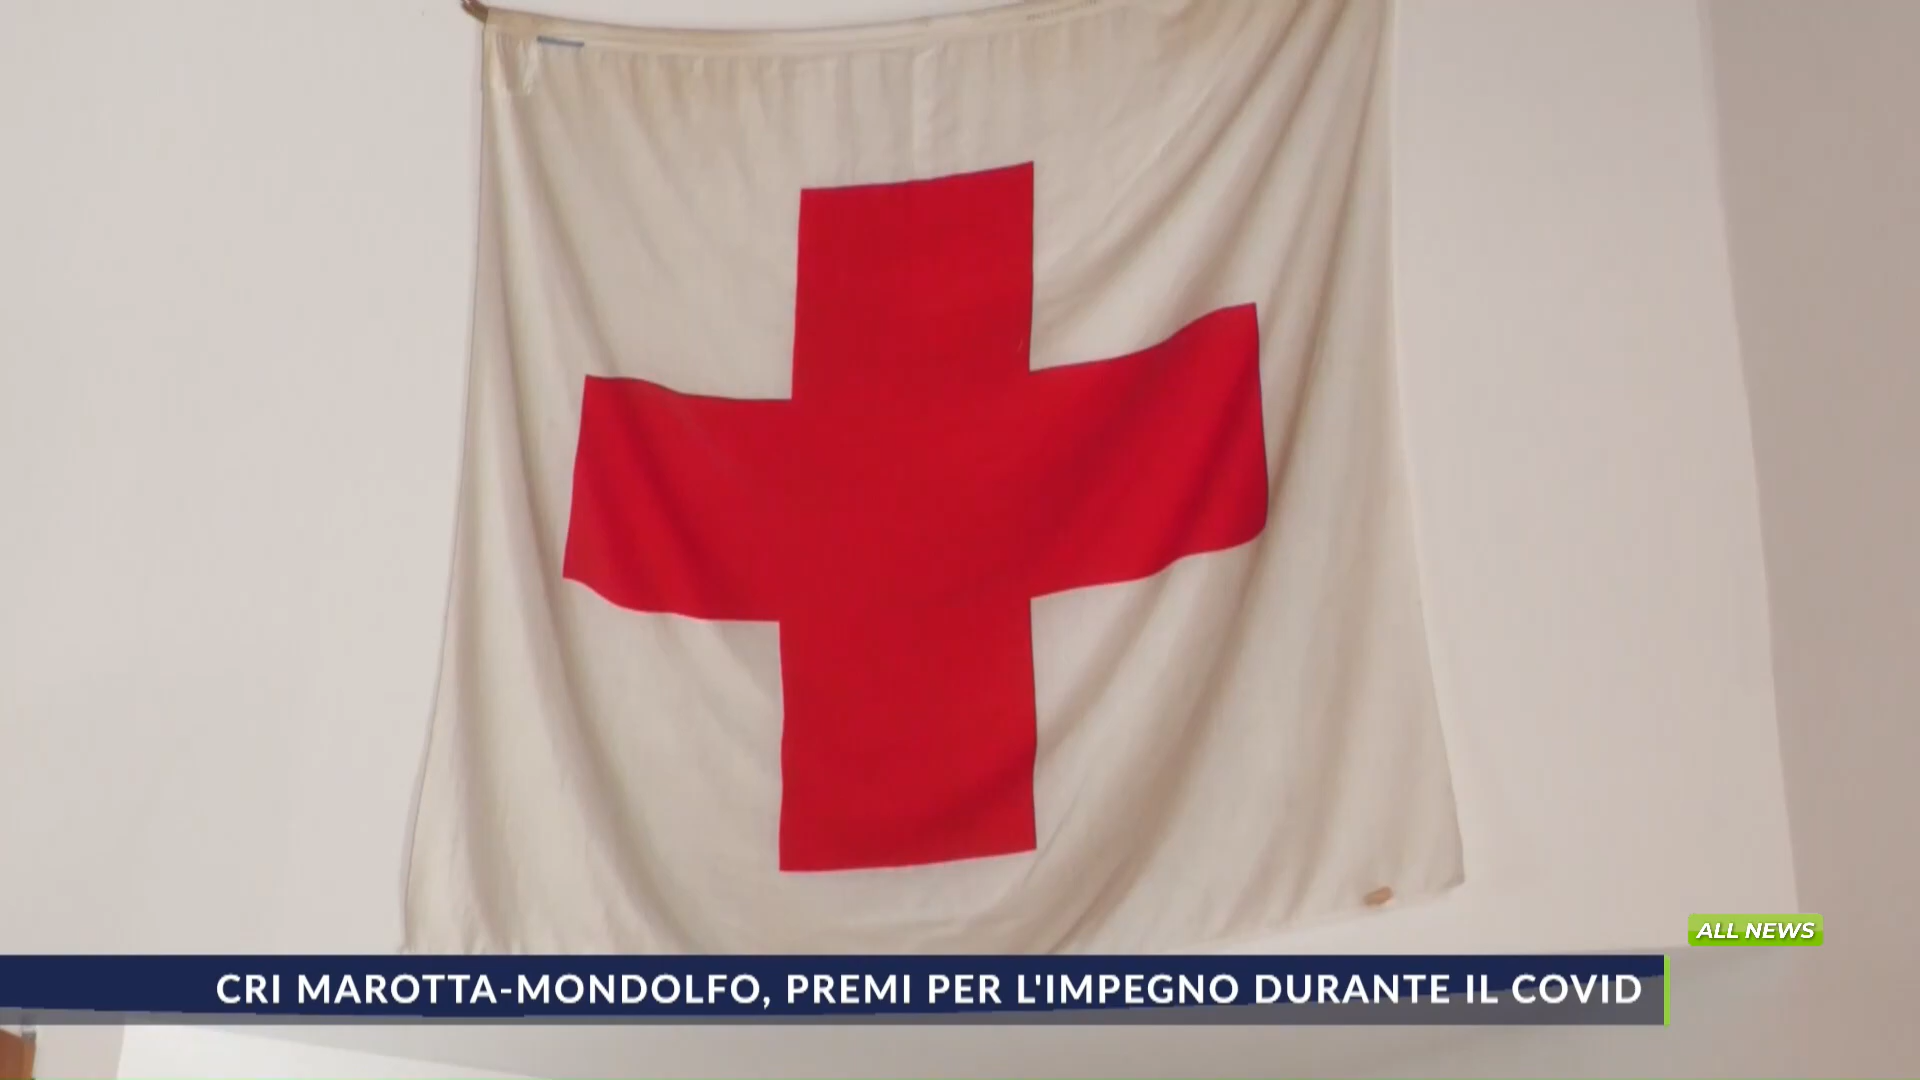 ALL NEWS
CRI MAROTTA-MONDOLFO, PREMI PER L'IMPEGNO DURANTE IL COVID